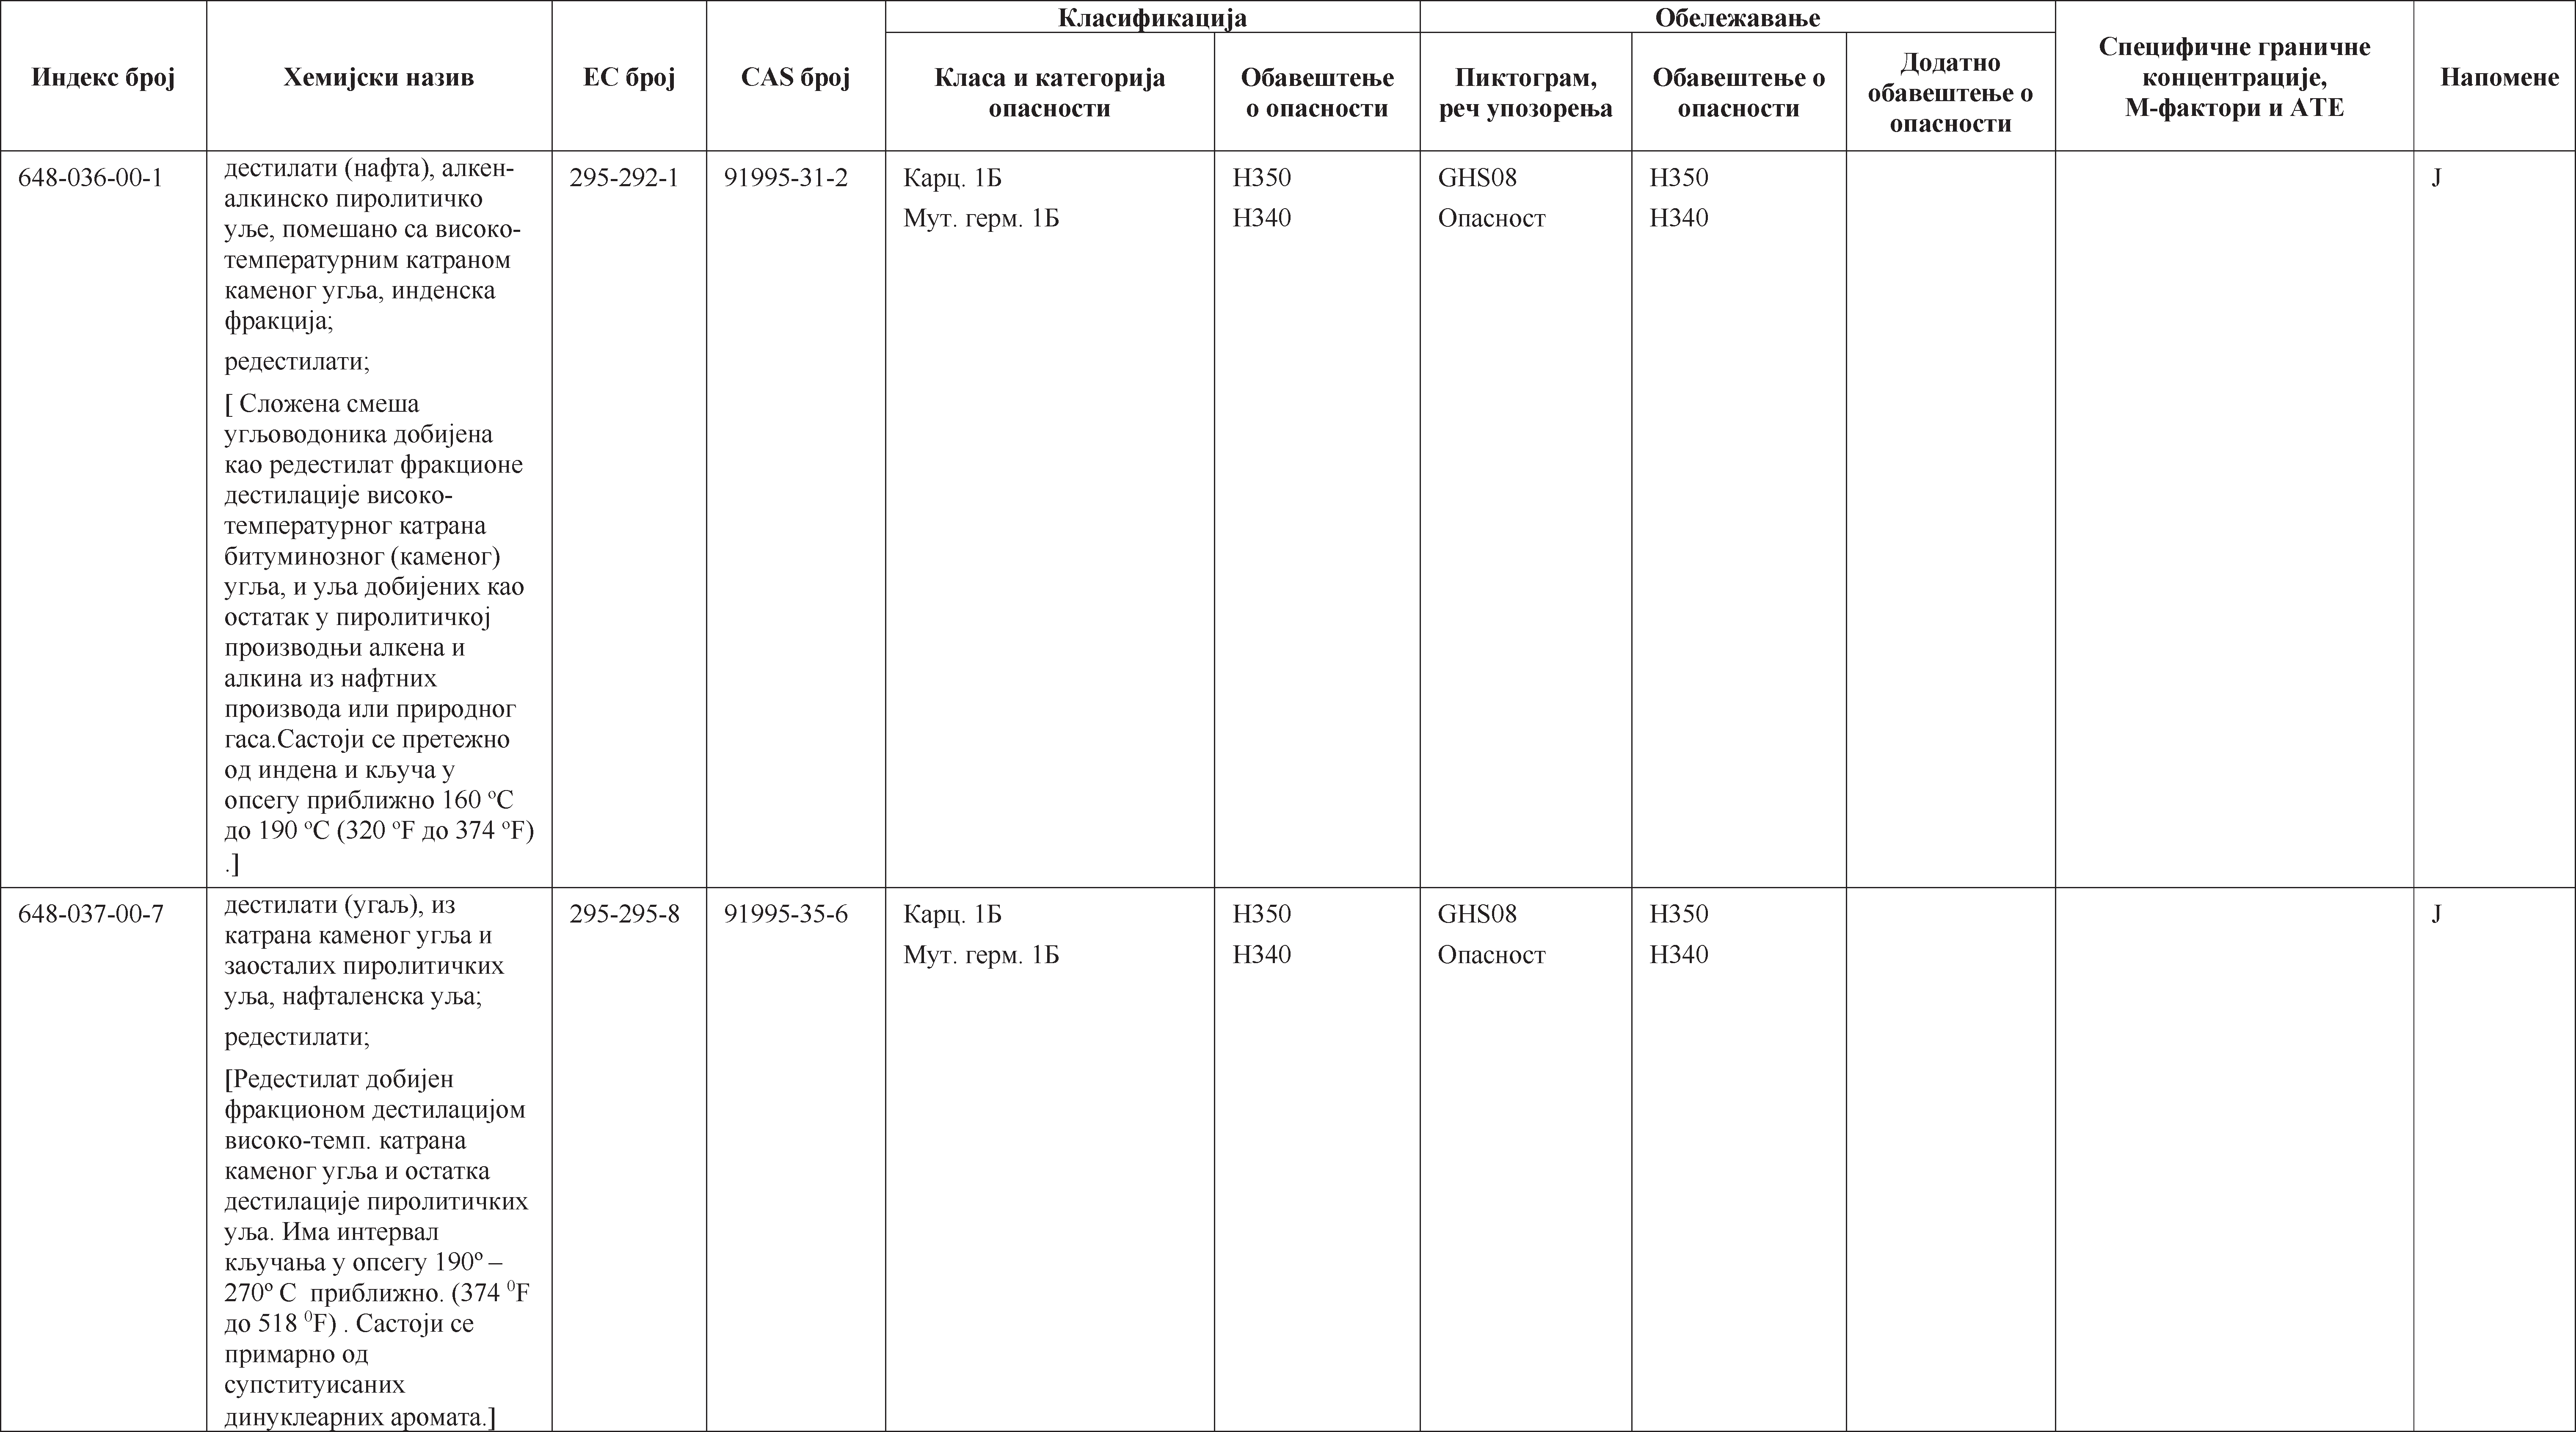 Индекс број
Хемијски назив
ЕС број
CAS број
Класификација
Обележавање
Специфичне граничне
концентрације,
М-фактори и АТЕ
Напомене
Класа и категорија
опасности
Обавештење
о опасности
Пиктограм,
реч упозорења
Обавештење о
опасности
Додатно
обавештење о
опасности
648-036-00-1
дестилати (нафта), алкен-
алкинско пиролитичко
уље, помешано са високо-
температурним катраном
каменог угља, инденска
фракција;
редестилати;
[ Сложена смеша
угљоводоника добијена
као редестилат фракционе
дестилације високо-
температурног катрана
битуминозног (каменог)
угља, и уља добијених као
остатак у пиролитичкој
производњи алкена и
алкина из нафтних
производа или природног
гаса.Састоји се претежно
од индена и кључа у
опсегу приближно 160 ºC
до 190 ºC (320 ºF до 374 ºF)
.]
295-292-1
91995-31-2
Карц. 1Б
Мут. герм. 1Б
H350
H340
GHS08
Опасност
H350
H340
J
648-037-00-7
дестилати (угаљ), из
катрана каменог угља и
заосталих пиролитичких
уља, нафталенска уља;
редестилати;
[Редестилат добијен
фракционом дестилацијом
високо-темп. катрана
каменог угља и остатка
дестилације пиролитичких
уља. Има интервал
кључања у опсегу 190º –
270º C  приближно. (374 ⁰F
до 518 ⁰F) . Састоји се
примарно од
супституисаних
динуклеарних аромата.]
295-295-8
91995-35-6
Карц. 1Б
Мут. герм. 1Б
H350
H340
GHS08
Опасност
H350
H340
J